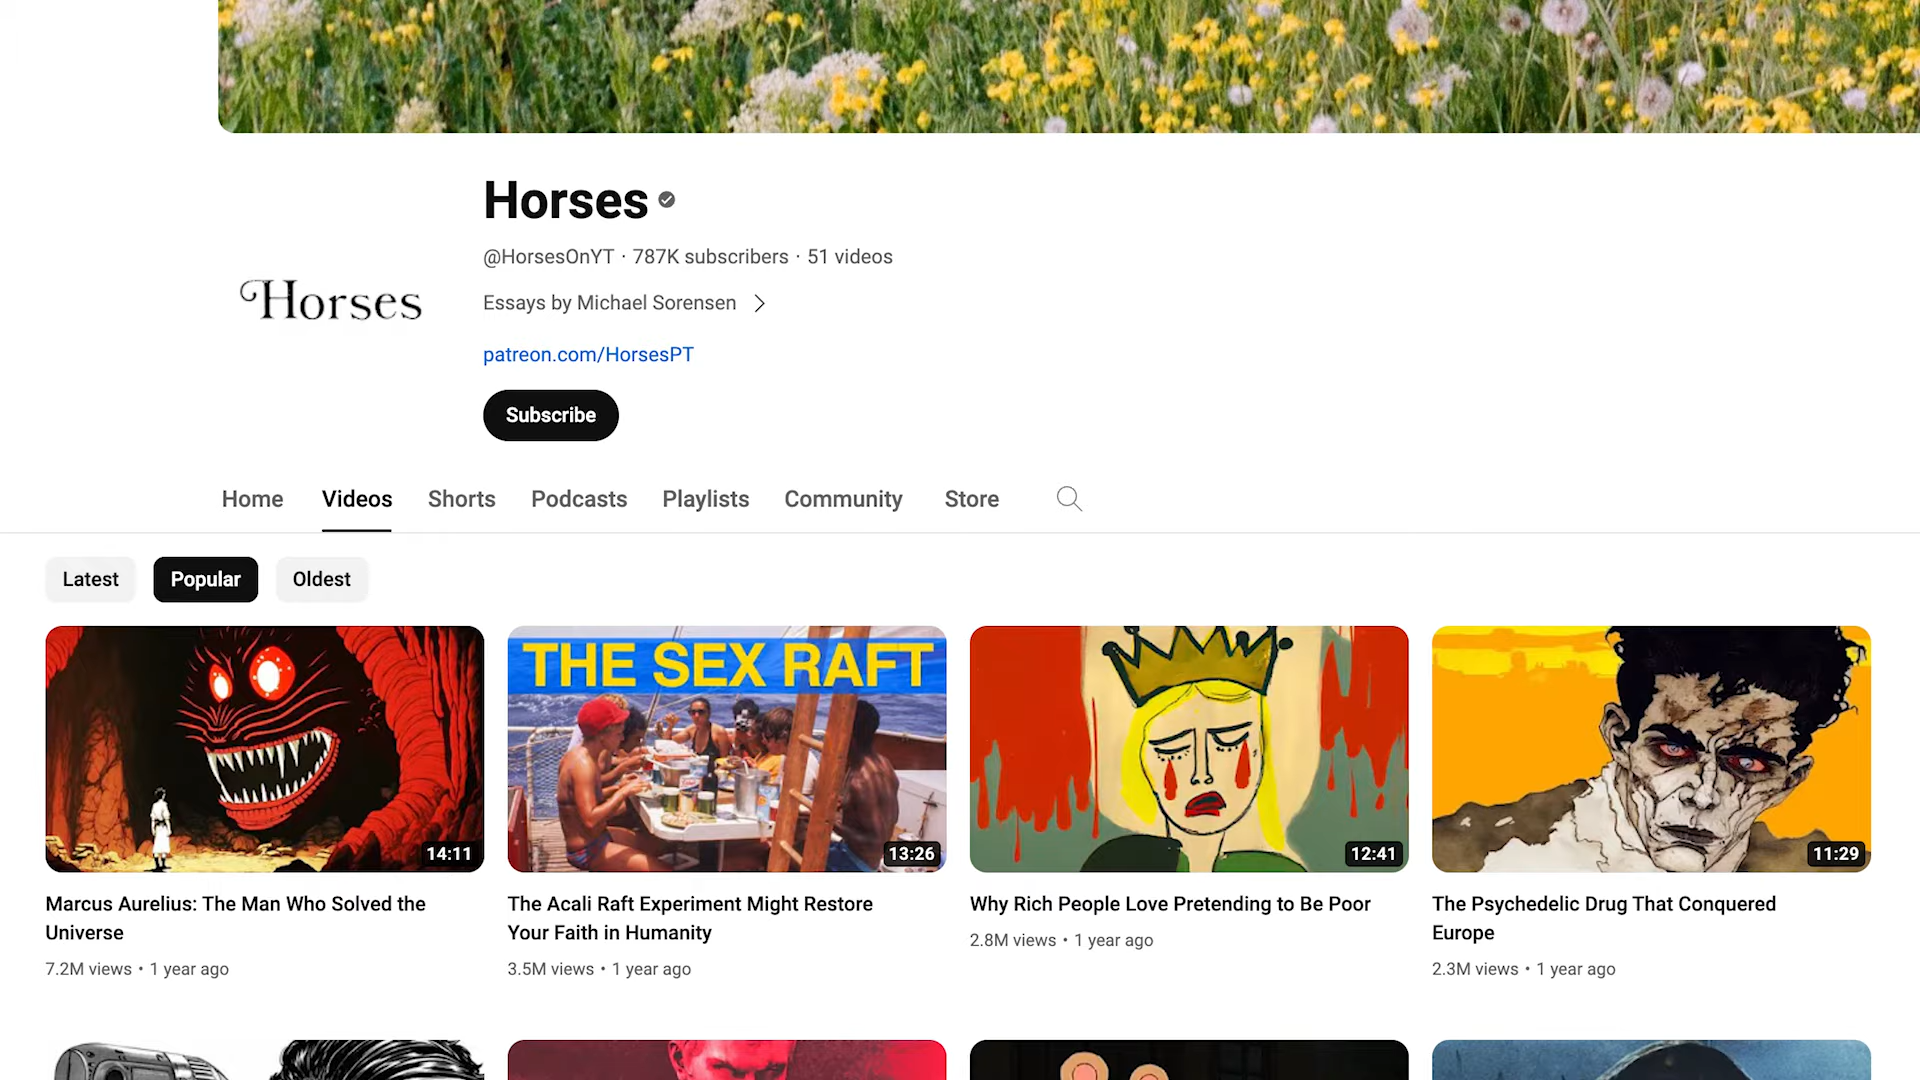 Horses
@HorsesOnYT · 787K subscribers · 51 videos
Horses
Essays by Michael Sorensen
patreon.com/HorsesPT
Subscribe
Home Videos Shorts Podcasts Playlists Community Store
Latest Popular Oldest
THE SEX RAFT
14:11 13:26 12:41 11:29
Marcus Aurelius: The Man Who Solved the
Universe
7.2M views • 1 year ago
The Acali Raft Experiment Might Restore
Your Faith in Humanity
3.5M views • 1 year ago
Why Rich People Love Pretending to Be Poor
2.8M views • 1 year ago
The Psychedelic Drug That Conquered
Europe
2.3M views • 1 year ago